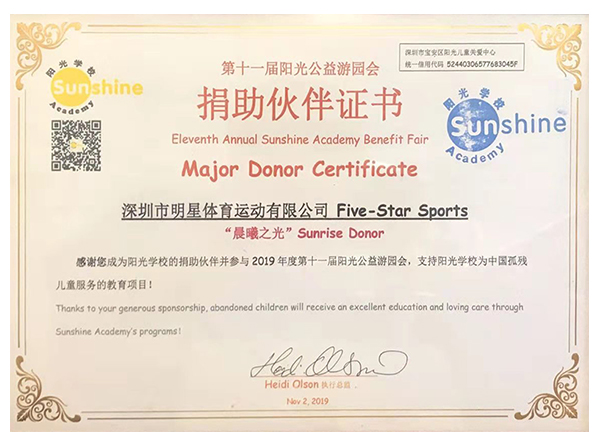 深圳市宝安区阳光儿童关爱中心
统一信用代码 52440306577683045F
阳光学校
Sunshine
Academy
第十一届阳光公益游园会
捐助伙伴证书
阳光学校
Sunshine
Academy
Eleventh Annual Sunshine Academy Benefit Fair
Major Donor Certificate
深圳市明星体育运动有限公司 Five-Star Sports
“晨曦之光” Sunrise Donor
感谢您成为阳光学校的捐助伙伴并参与 2019 年度第十一届阳光公益游园会，支持阳光学校为中国孤残
儿童服务的教育项目！
Thanks to your generous sponsorship, abandoned children will receive an excellent education and loving care through
Sunshine Academy's programs!
Heidi Olson
Heidi Olson 执行总监
Nov 2, 2019